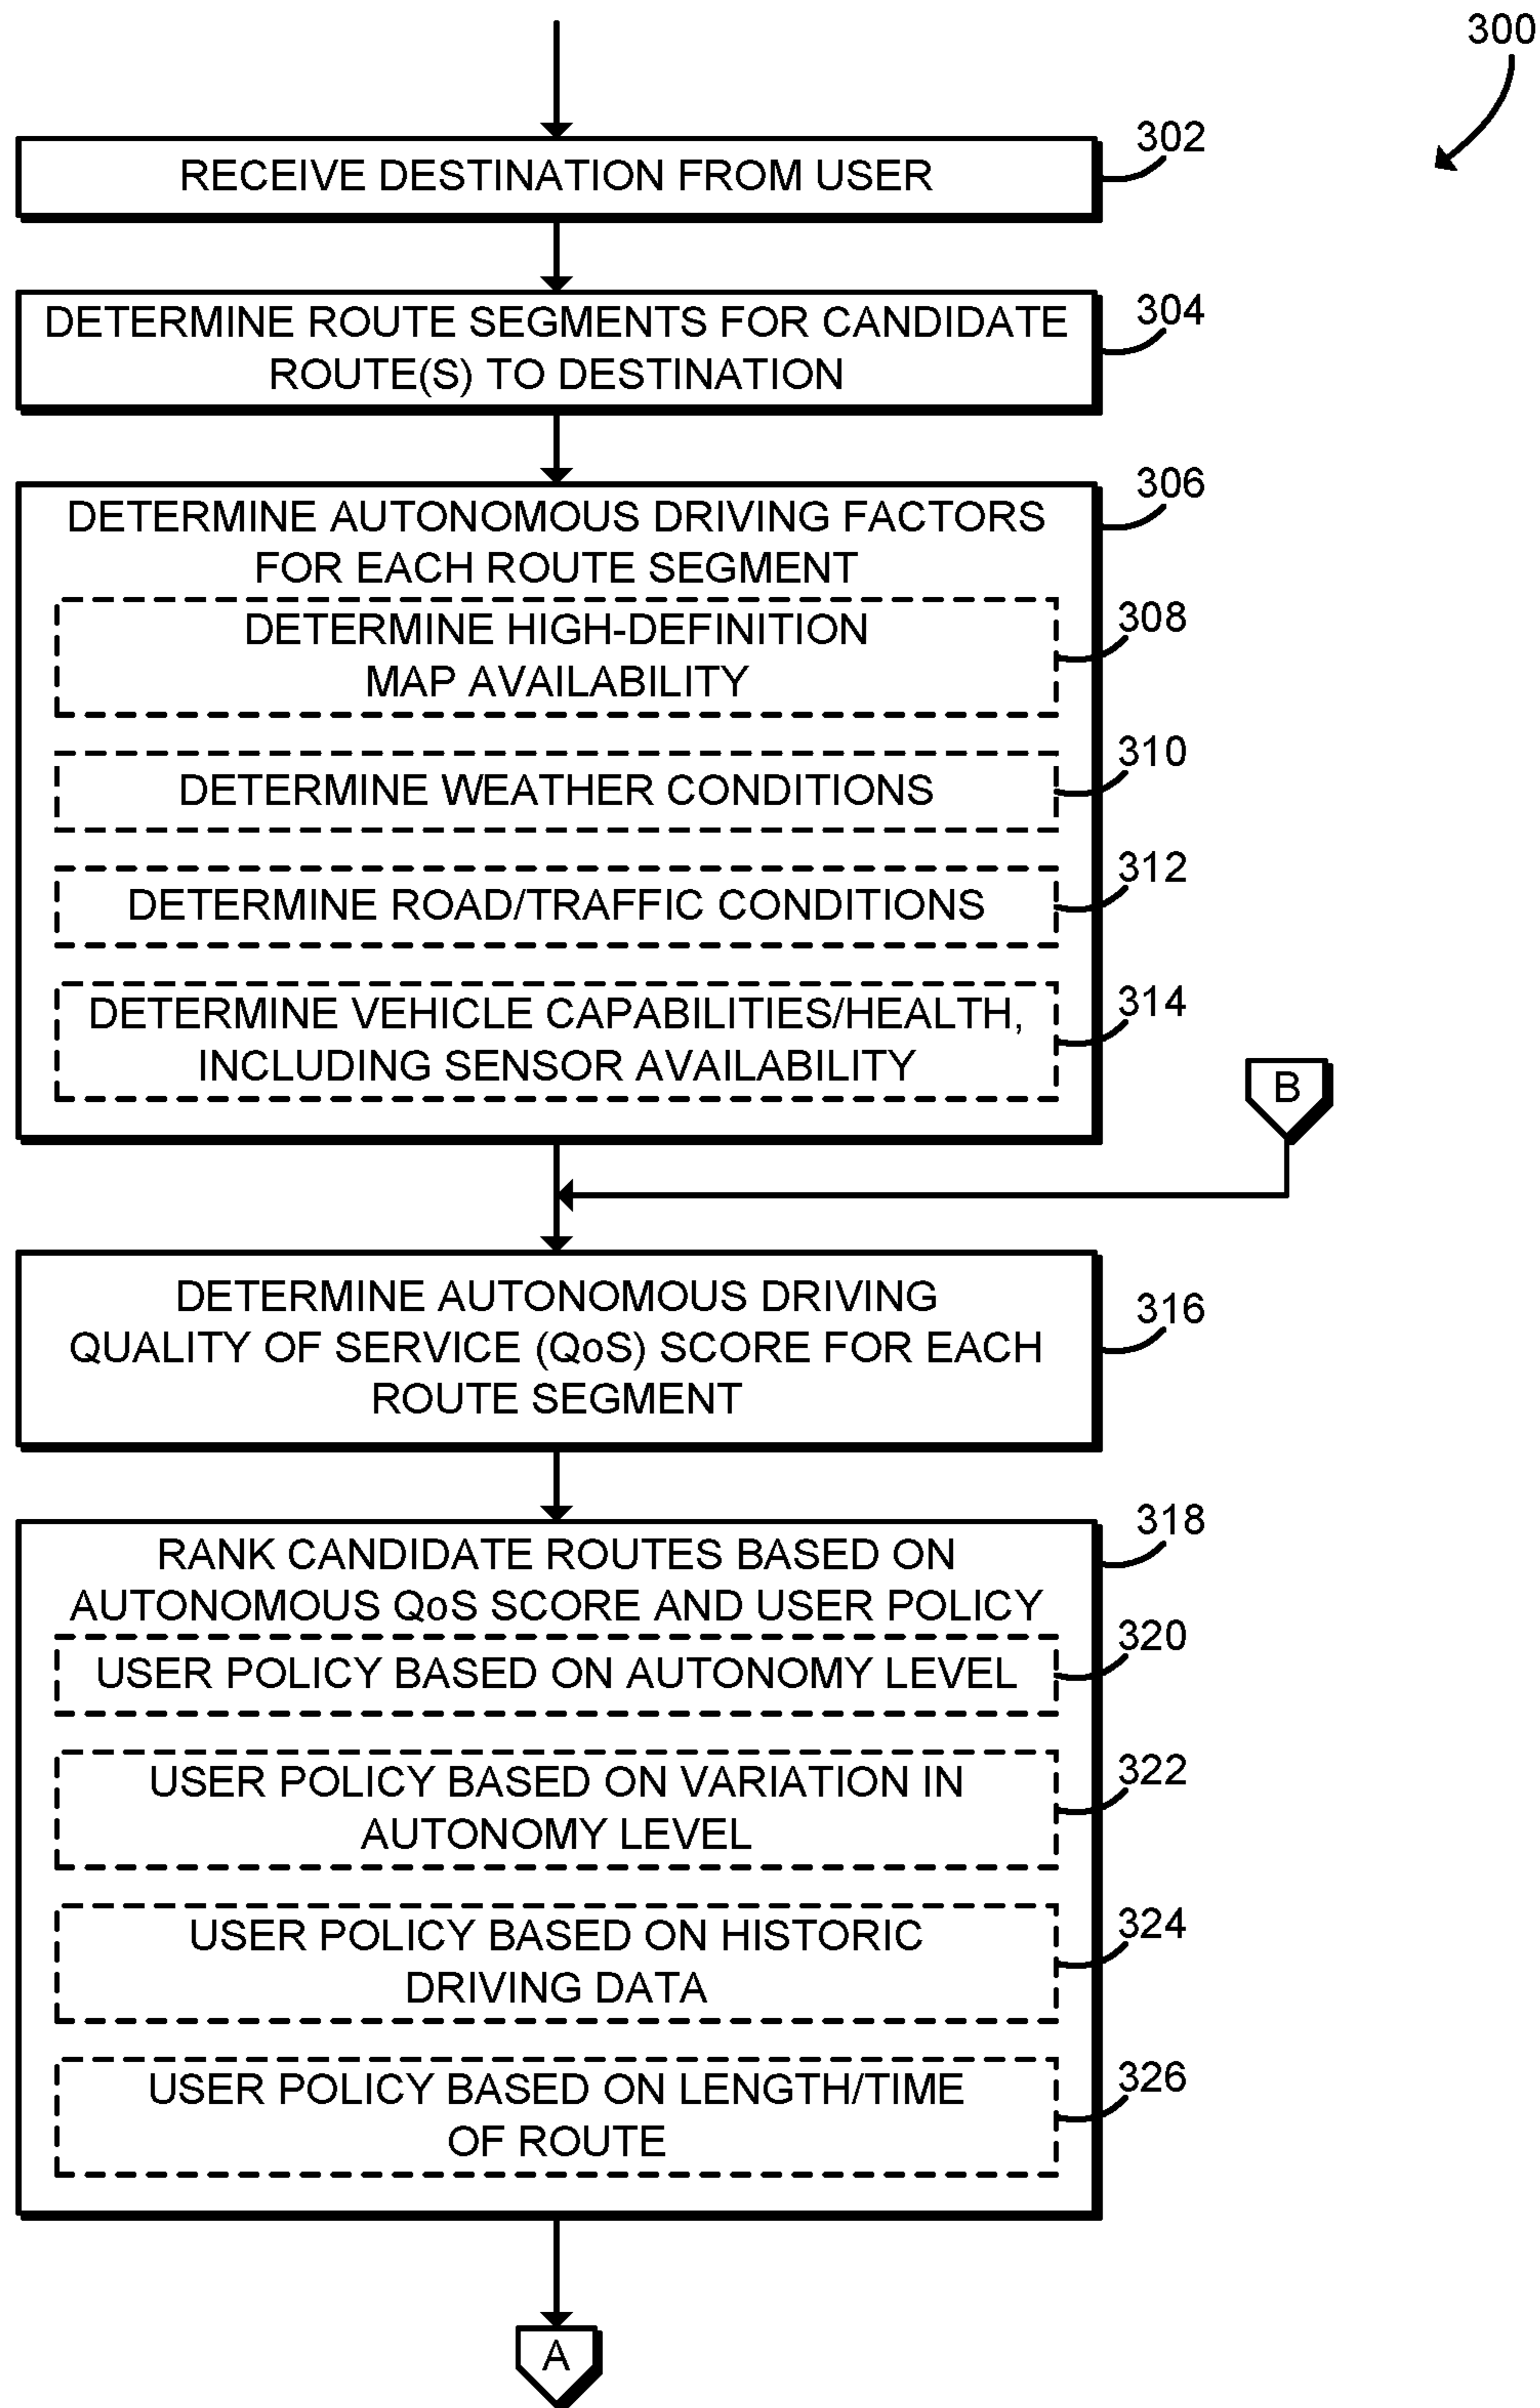 300
RECEIVE DESTINATION FROM USER
302
DETERMINE ROUTE SEGMENTS FOR CANDIDATE
ROUTE(S) TO DESTINATION
304
DETERMINE AUTONOMOUS DRIVING FACTORS
FOR EACH ROUTE SEGMENT
306
DETERMINE HIGH-DEFINITION
MAP AVAILABILITY
308
DETERMINE WEATHER CONDITIONS
310
DETERMINE ROAD/TRAFFIC CONDITIONS
312
DETERMINE VEHICLE CAPABILITIES/HEALTH,
INCLUDING SENSOR AVAILABILITY
314
B
DETERMINE AUTONOMOUS DRIVING
QUALITY OF SERVICE (QoS) SCORE FOR EACH
ROUTE SEGMENT
316
RANK CANDIDATE ROUTES BASED ON
AUTONOMOUS QoS SCORE AND USER POLICY
318
USER POLICY BASED ON AUTONOMY LEVEL
320
USER POLICY BASED ON VARIATION IN
AUTONOMY LEVEL
322
USER POLICY BASED ON HISTORIC
DRIVING DATA
324
USER POLICY BASED ON LENGTH/TIME
OF ROUTE
326
A